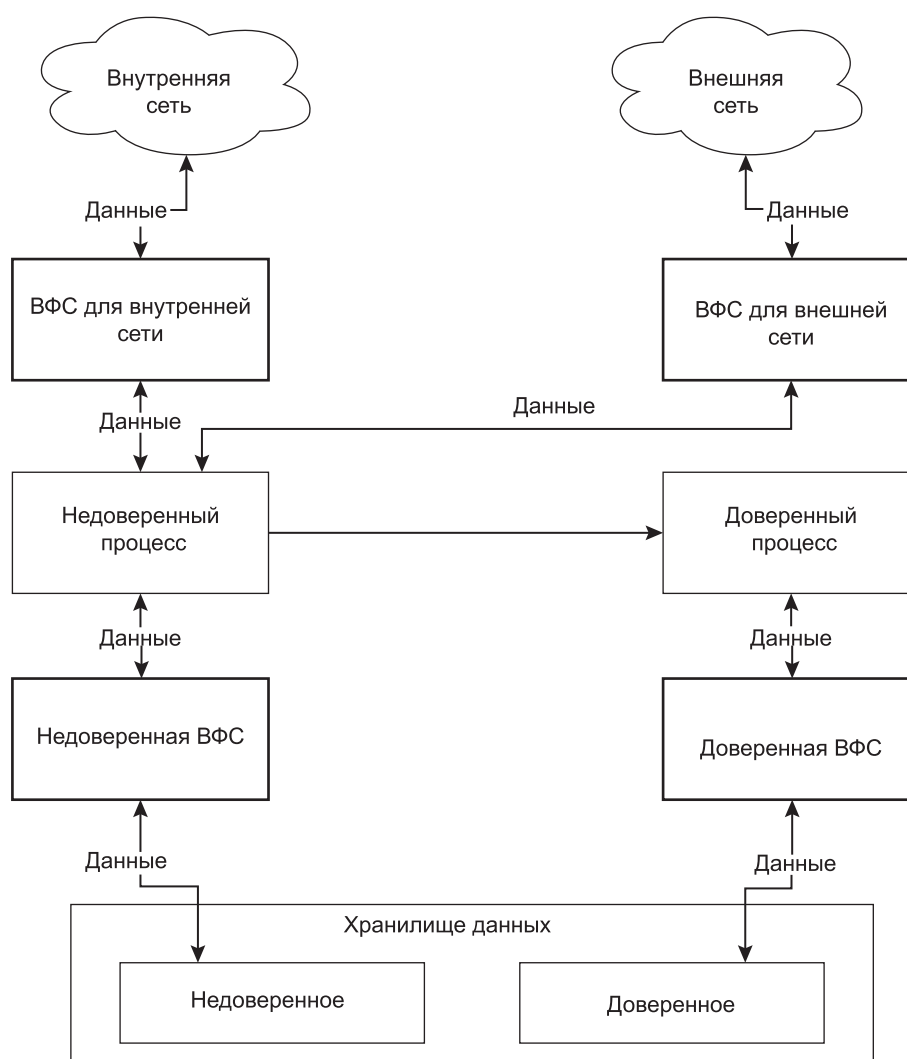 Внутренняя
сеть
Внешняя
сеть
Данные
Данные
ВФС для внутренней
сети
ВФС для внешней
сети
Данные
Данные
Недоверенный
процесс
Доверенный
процесс
Данные
Данные
Недоверенная ВФС
Доверенная ВФС
Данные
Данные
Хранилище данных
Недоверенное
Доверенное